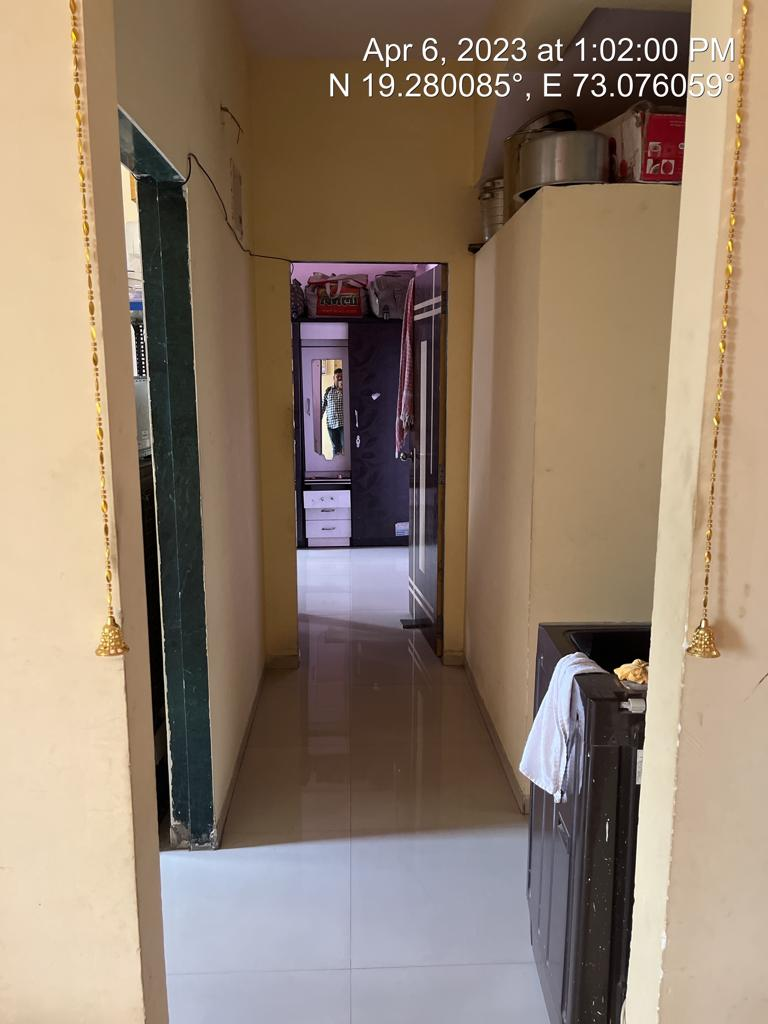 Apr 6, 2023 at 1:02:00 PM
N 19.280085°, E 73.076059°